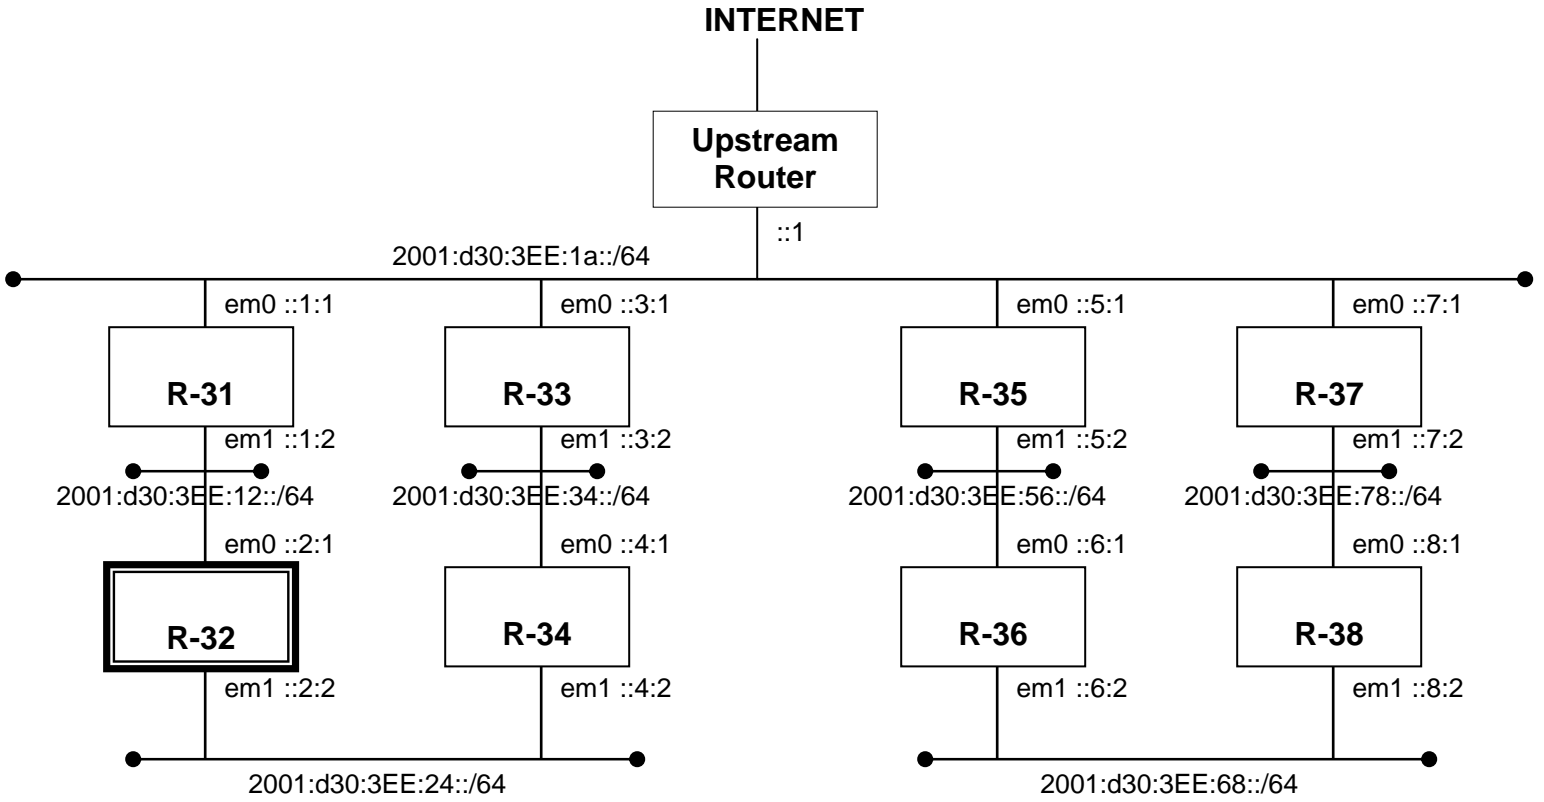 INTERNET
Upstream
Router
::1
2001:d30:3EE:1a::/64
em0 ::1:1
em0 ::3:1
em0 ::5:1
em0 ::7:1
R-31
R-33
R-35
R-37
em1 ::1:2
em1 ::3:2
em1 ::5:2
em1 ::7:2
2001:d30:3EE:12::/64
2001:d30:3EE:34::/64
2001:d30:3EE:56::/64
2001:d30:3EE:78::/64
em0 ::2:1
em0 ::4:1
em0 ::6:1
em0 ::8:1
R-32
R-34
R-36
R-38
em1 ::2:2
em1 ::4:2
em1 ::6:2
em1 ::8:2
2001:d30:3EE:24::/64
2001:d30:3EE:68::/64